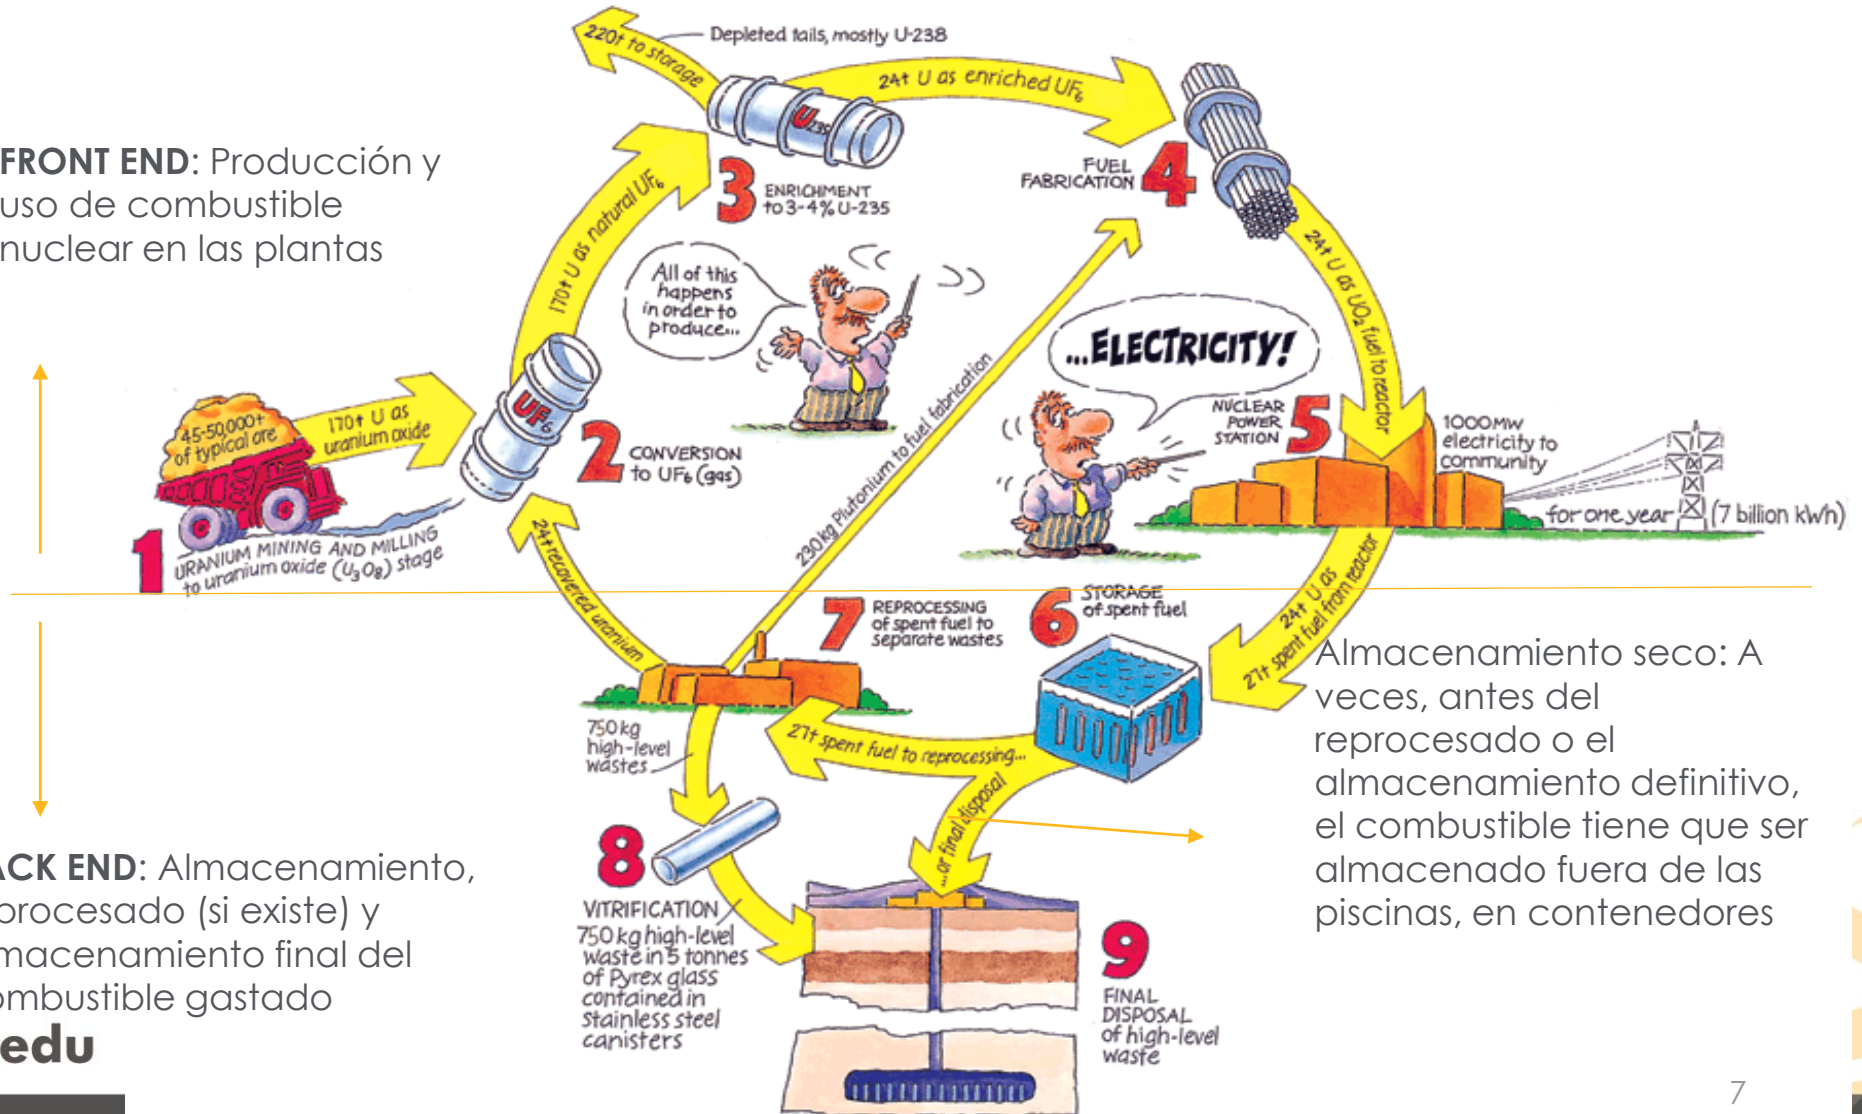 220t to storage
Depleted tails, mostly U-238
24t U as enriched UF6
U235
FRONT END: Producción y
uso de combustible
nuclear en las plantas
170t U as natural UF6
3
ENRICHMENT
to 3-4% U-235
FUEL
FABRICATION
4
24t U as UO2 fuel to reactor
All of this
happens
in order to
produce...
...ELECTRICITY!
45-50,000t
of typical ore
170t U as
uranium oxide
UF6
2
CONVERSION
to UF6 (gas)
230 kg Plutonium to fuel fabrication
NUCLEAR
POWER
STATION
5
1000MW
electricity to
community
for one year
(7 billion kWh)
1
URANIUM MINING AND MILLING
to uranium oxide (U3O8) stage
24t recovered uranium
7
REPROCESSING
of spent fuel to
separate wastes
6
STORAGE
of spent fuel
24t U as
27t spent fuel from reactor
Almacenamiento seco: A
veces, antes del
reprocesado o el
almacenamiento definitivo,
el combustible tiene que ser
almacenado fuera de las
piscinas, en contenedores
750 kg
high-level
wastes
27t spent fuel to reprocessing...
...or final disposal
ACK END: Almacenamiento,
procesado (si existe) y
macenamiento final del
ombustible gastado
edu
8
VITRIFICATION
750 kg high-level
waste in 5 tonnes
of Pyrex glass
contained in
stainless steel
canisters
9
FINAL
DISPOSAL
of high-level
waste
7